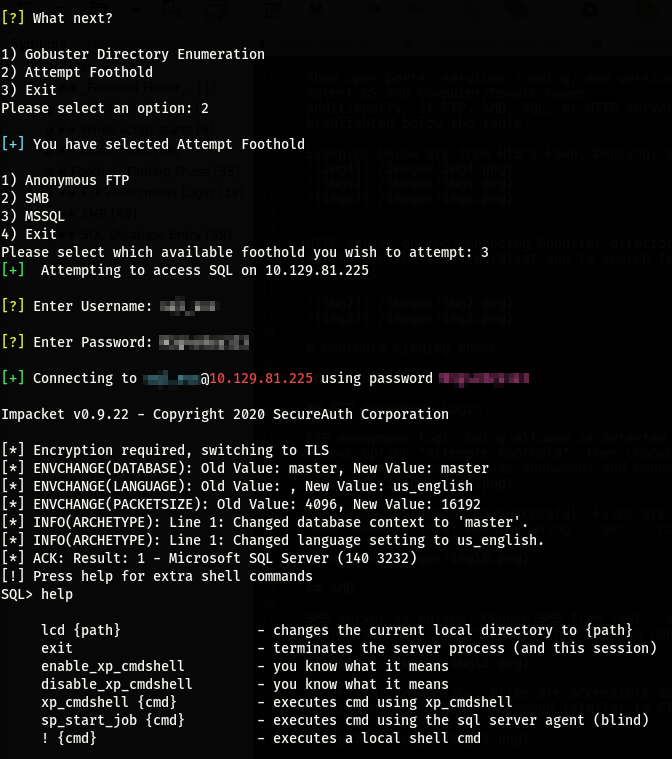 [?] What next?
1) Gobuster Directory Enumeration
2) Attempt Foothold
3) Exit
Please select an option: 2
[+] You have selected Attempt Foothold
1) Anonymous FTP
2) SMB
3) MSSQL
4) Exit
Please select which available foothold you wish to attempt: 3
[+]  Attempting to access SQL on 10.129.81.225
[?] Enter Username:
[?] Enter Password:
[+] Connecting to @10.129.81.225 using password
Impacket v0.9.22 - Copyright 2020 SecureAuth Corporation
[*] Encryption required, switching to TLS
[*] ENVCHANGE(DATABASE): Old Value: master, New Value: master
[*] ENVCHANGE(LANGUAGE): Old Value: , New Value: us_english
[*] ENVCHANGE(PACKETSIZE): Old Value: 4096, New Value: 16192
[*] INFO(ARCHETYPE): Line 1: Changed database context to 'master'.
[*] INFO(ARCHETYPE): Line 1: Changed language setting to us_english.
[*] ACK: Result: 1 - Microsoft SQL Server (140 3232)
[!] Press help for extra shell commands
SQL> help
lcd {path} - changes the current local directory to {path}
exit - terminates the server process (and this session)
enable_xp_cmdshell - you know what it means
disable_xp_cmdshell - you know what it means
xp_cmdshell {cmd} - executes cmd using xp_cmdshell
sp_start_job {cmd} - executes cmd using the sql server agent (blind)
! {cmd} - executes a local shell cmd